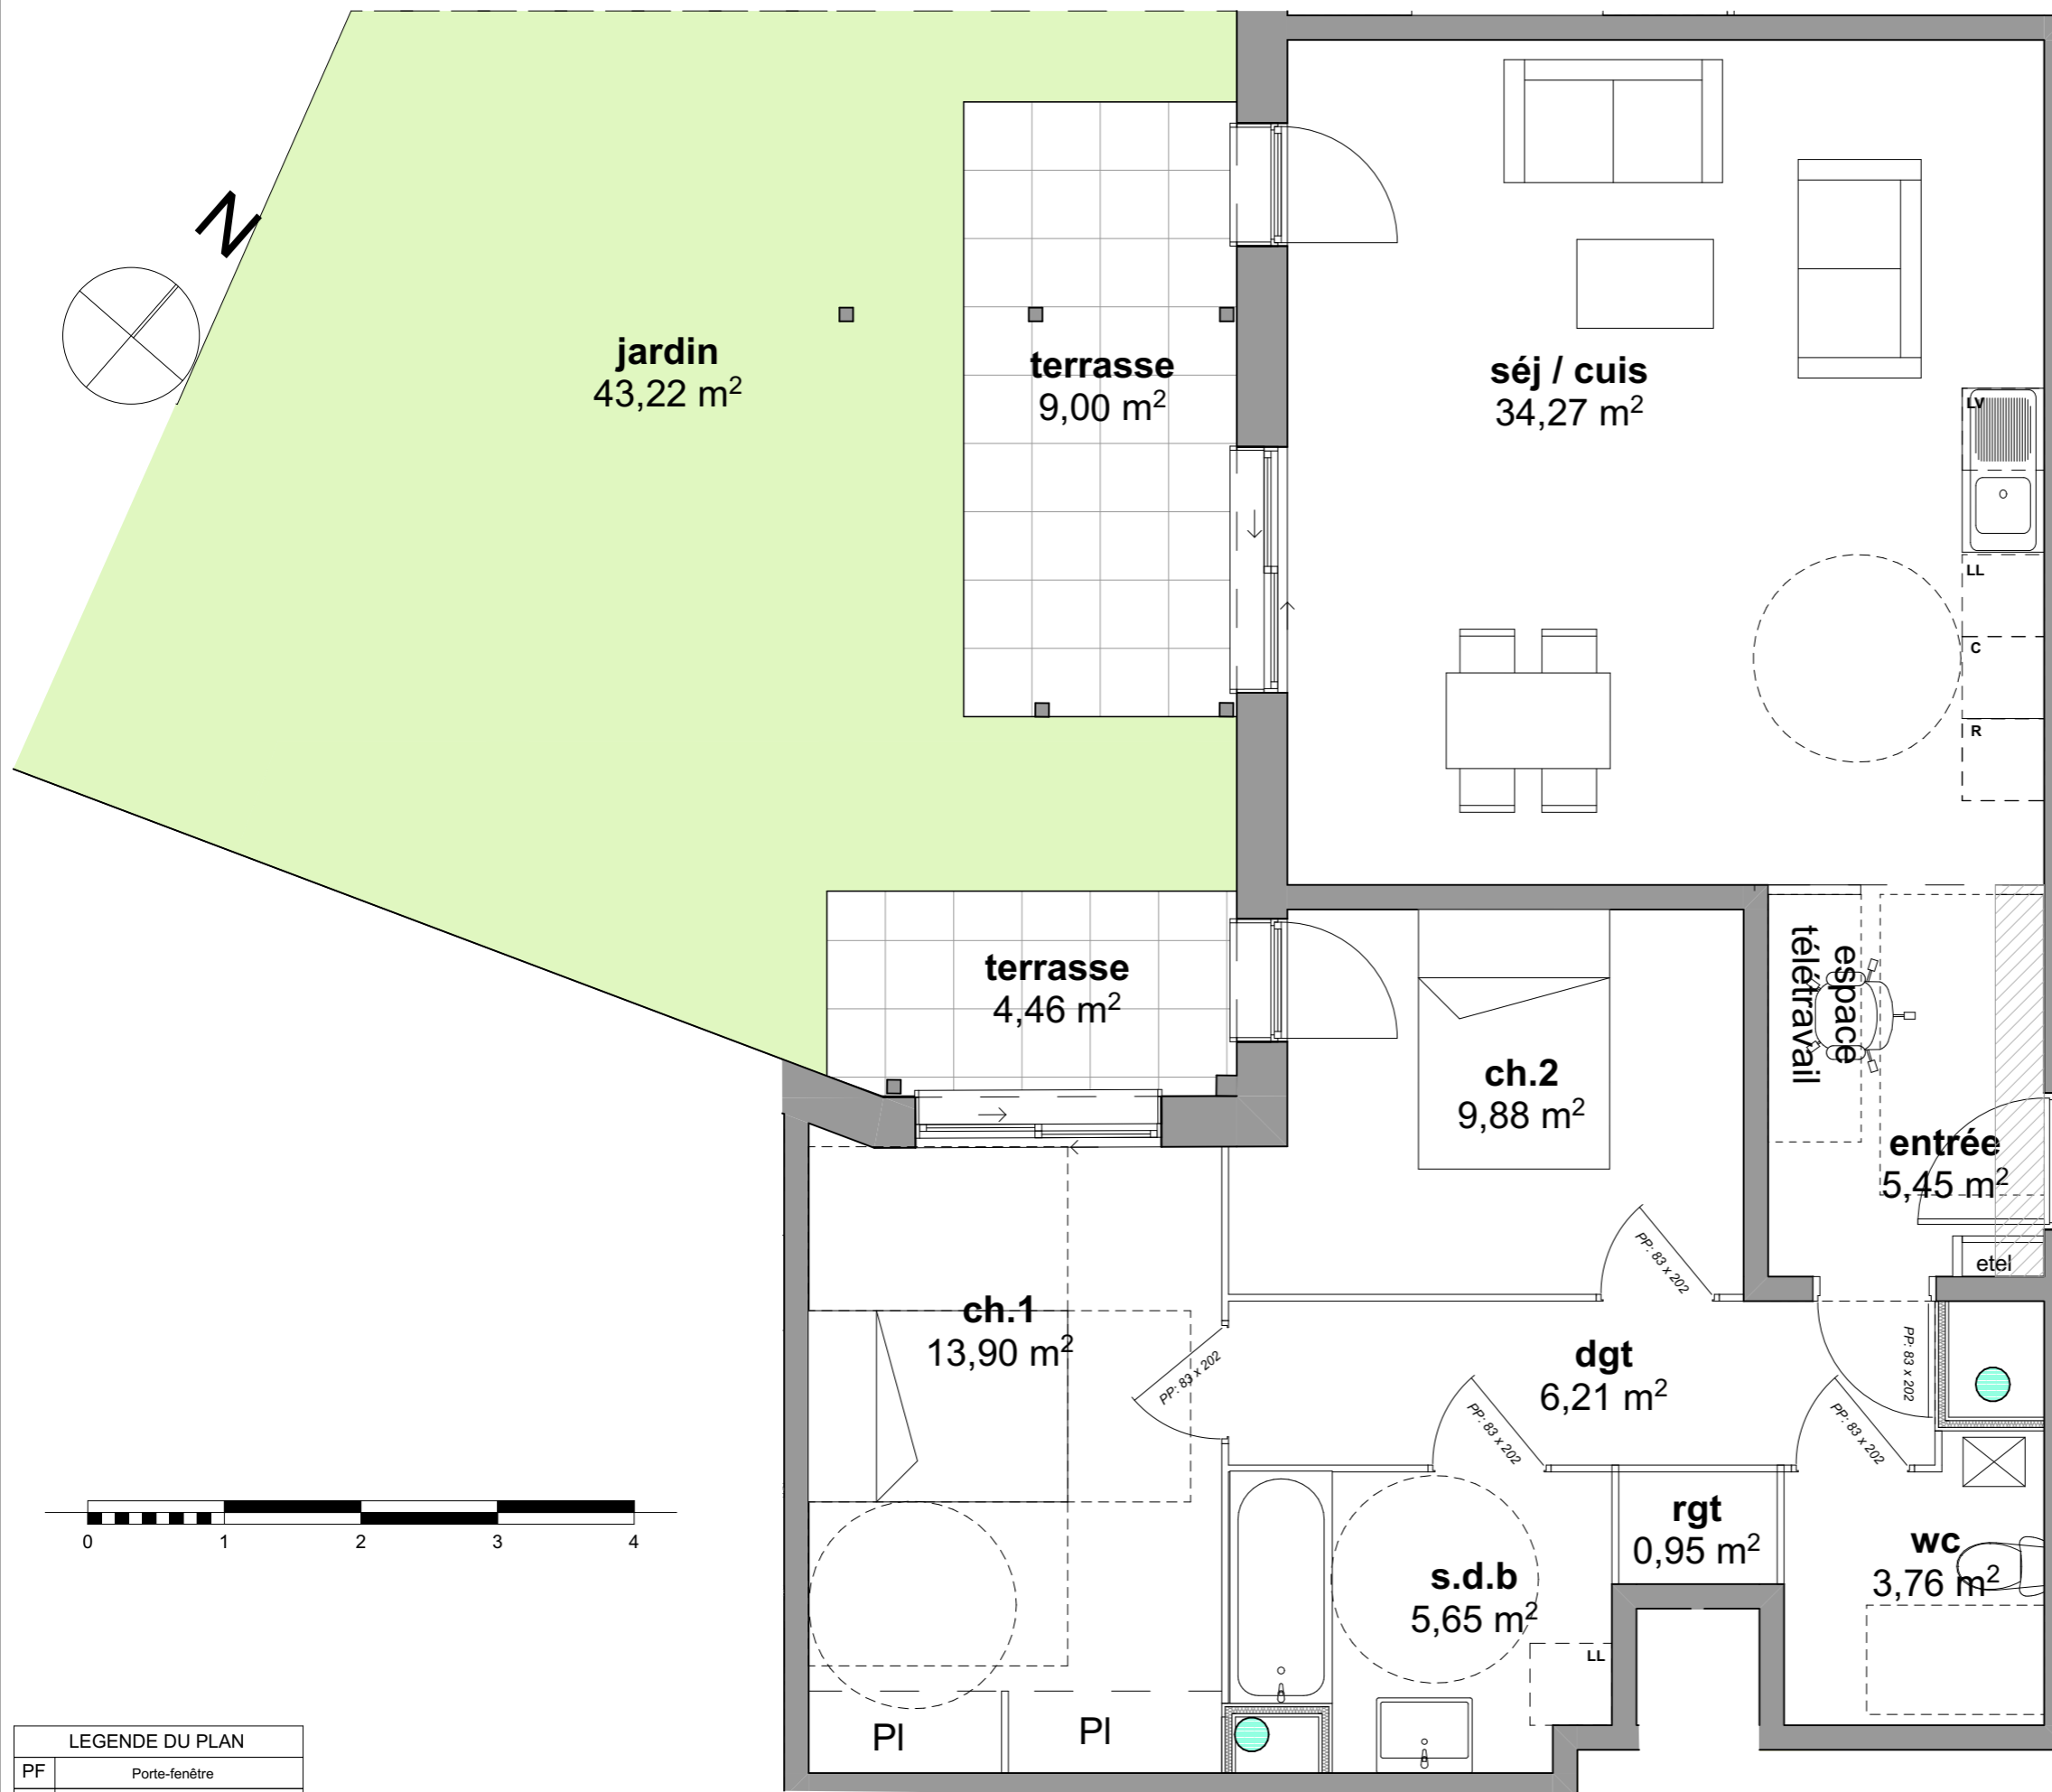 N
jardin
43,22 m²
terrasse
9,00 m²
séj / cuis
34,27 m²
LV
LL
C
R
terrasse
4,46 m²
ch.2
9,88 m²
espace
télétravail
entrée
5,45 m²
etel
PP: 83 x 202
ch.1
13,90 m²
PP: 83 x 202
dgt
6,21 m²
PP: 83 x 202
PP: 83 x 202
PP: 83 x 202
rgt
0,95 m²
wc
3,76 m²
s.d.b
5,65 m²
LL
Pl
Pl
0 1 2 3 4
LEGENDE DU PLAN
PF Porte-fenêtre